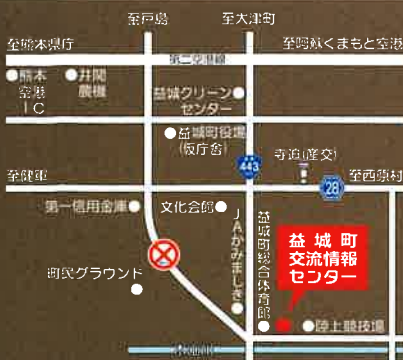 至戸島
至大津町
至熊本県庁
至阿蘇くまもと空港
第二空港線
熊本
空港
IC
井関
農機
益城グリーン
センター
益城町役場
(仮庁舎)
443
寺迫(産交)
至健軍
28
至西原村
第一信用金庫
文化会館
JAかみましき
益城町総合体育館
益城町
交流情報
センター
町民グラウンド
陸上競技場